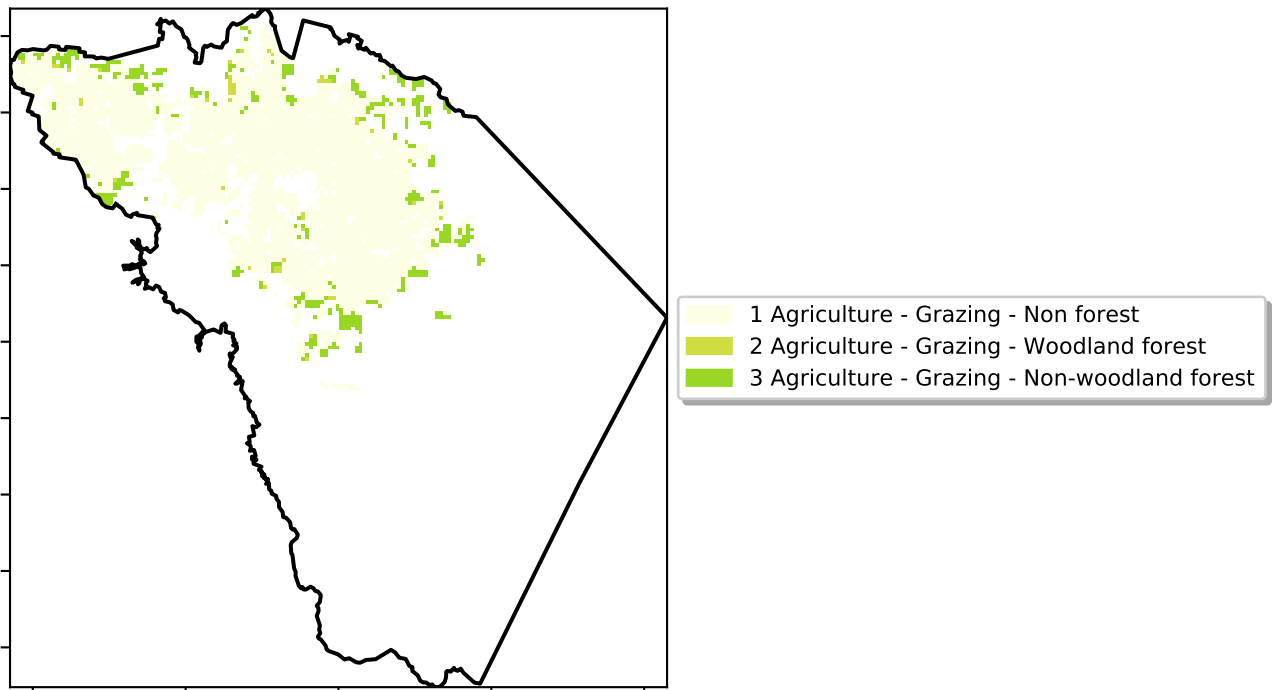 1 Agriculture - Grazing - Non forest
2 Agriculture - Grazing - Woodland forest
3 Agriculture - Grazing - Non-woodland forest